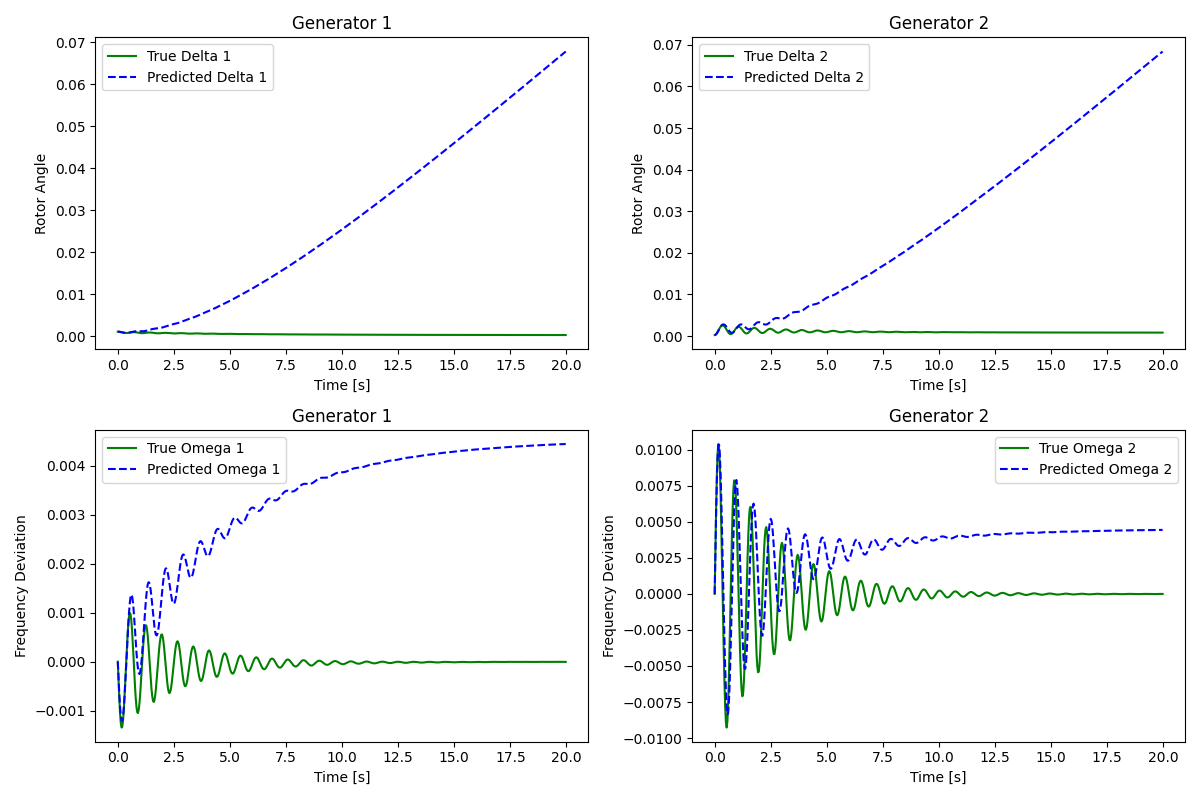 Generator 1
True Delta 1
Predicted Delta 1
Rotor Angle
0.07
0.06
0.05
0.04
0.03
0.02
0.01
0.00
0.0 2.5 5.0 7.5 10.0 12.5 15.0 17.5 20.0
Time [s]
Generator 2
True Delta 2
Predicted Delta 2
Rotor Angle
0.07
0.06
0.05
0.04
0.03
0.02
0.01
0.00
0.0 2.5 5.0 7.5 10.0 12.5 15.0 17.5 20.0
Time [s]
Generator 1
True Omega 1
Predicted Omega 1
Frequency Deviation
0.004
0.003
0.002
0.001
0.000
−0.001
0.0 2.5 5.0 7.5 10.0 12.5 15.0 17.5 20.0
Time [s]
Generator 2
True Omega 2
Predicted Omega 2
Frequency Deviation
0.0100
0.0075
0.0050
0.0025
0.0000
−0.0025
−0.0050
−0.0075
−0.0100
0.0 2.5 5.0 7.5 10.0 12.5 15.0 17.5 20.0
Time [s]